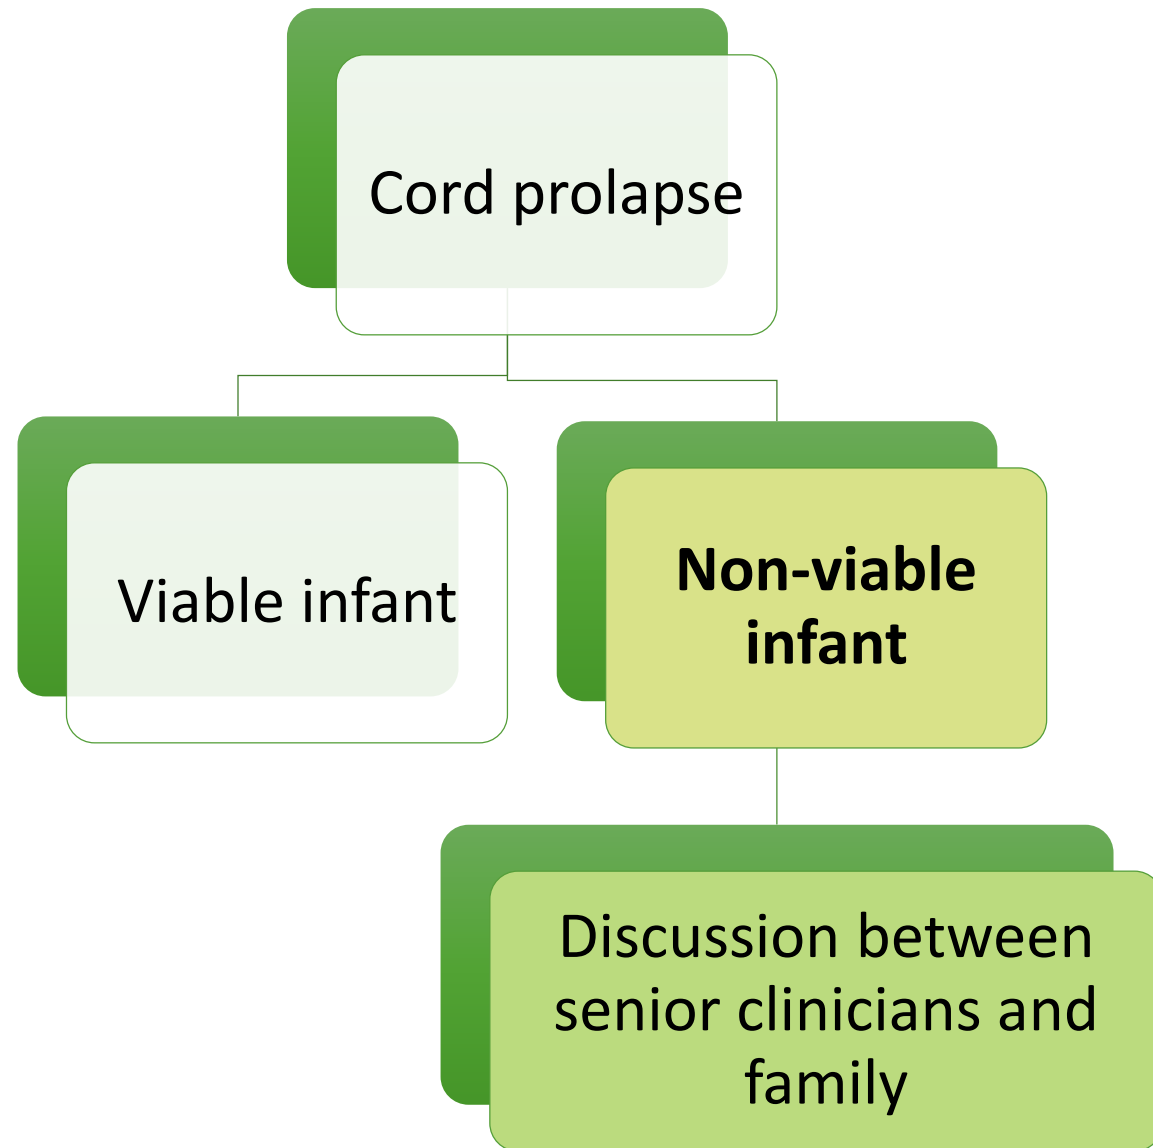 Cord prolapse
Viable infant
Non-viable
infant
Discussion between
senior clinicians and
family